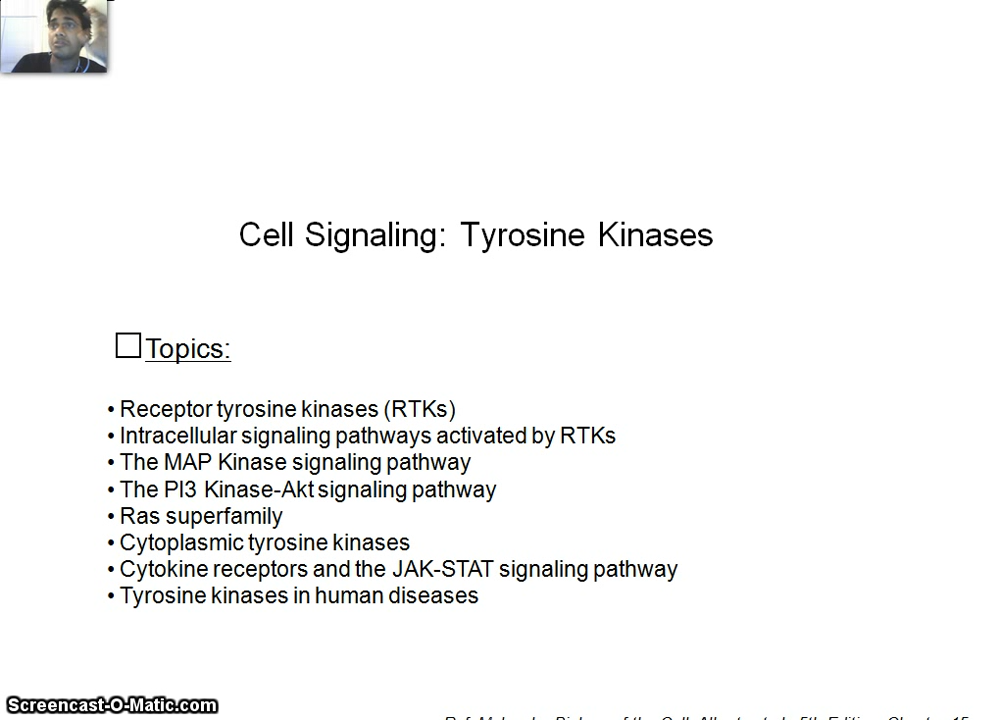 Cell Signaling: Tyrosine Kinases
Topics:
• Receptor tyrosine kinases (RTKs)
• Intracellular signaling pathways activated by RTKs
• The MAP Kinase signaling pathway
• The PI3 Kinase-Akt signaling pathway
• Ras superfamily
• Cytoplasmic tyrosine kinases
• Cytokine receptors and the JAK-STAT signaling pathway
• Tyrosine kinases in human diseases
Screencast-O-Matic.com